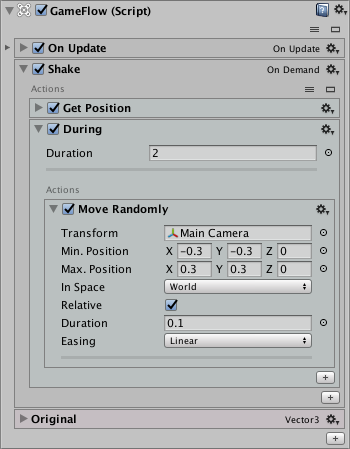 GameFlow (Script)
On Update On Update
Shake On Demand
Actions
Get Position
During
Duration 2
Actions
Move Randomly
Transform Main Camera
Min. Position X -0.3 Y -0.3 Z 0
Max. Position X 0.3 Y 0.3 Z 0
In Space World
Relative
Duration 0.1
Easing Linear
Original Vector3